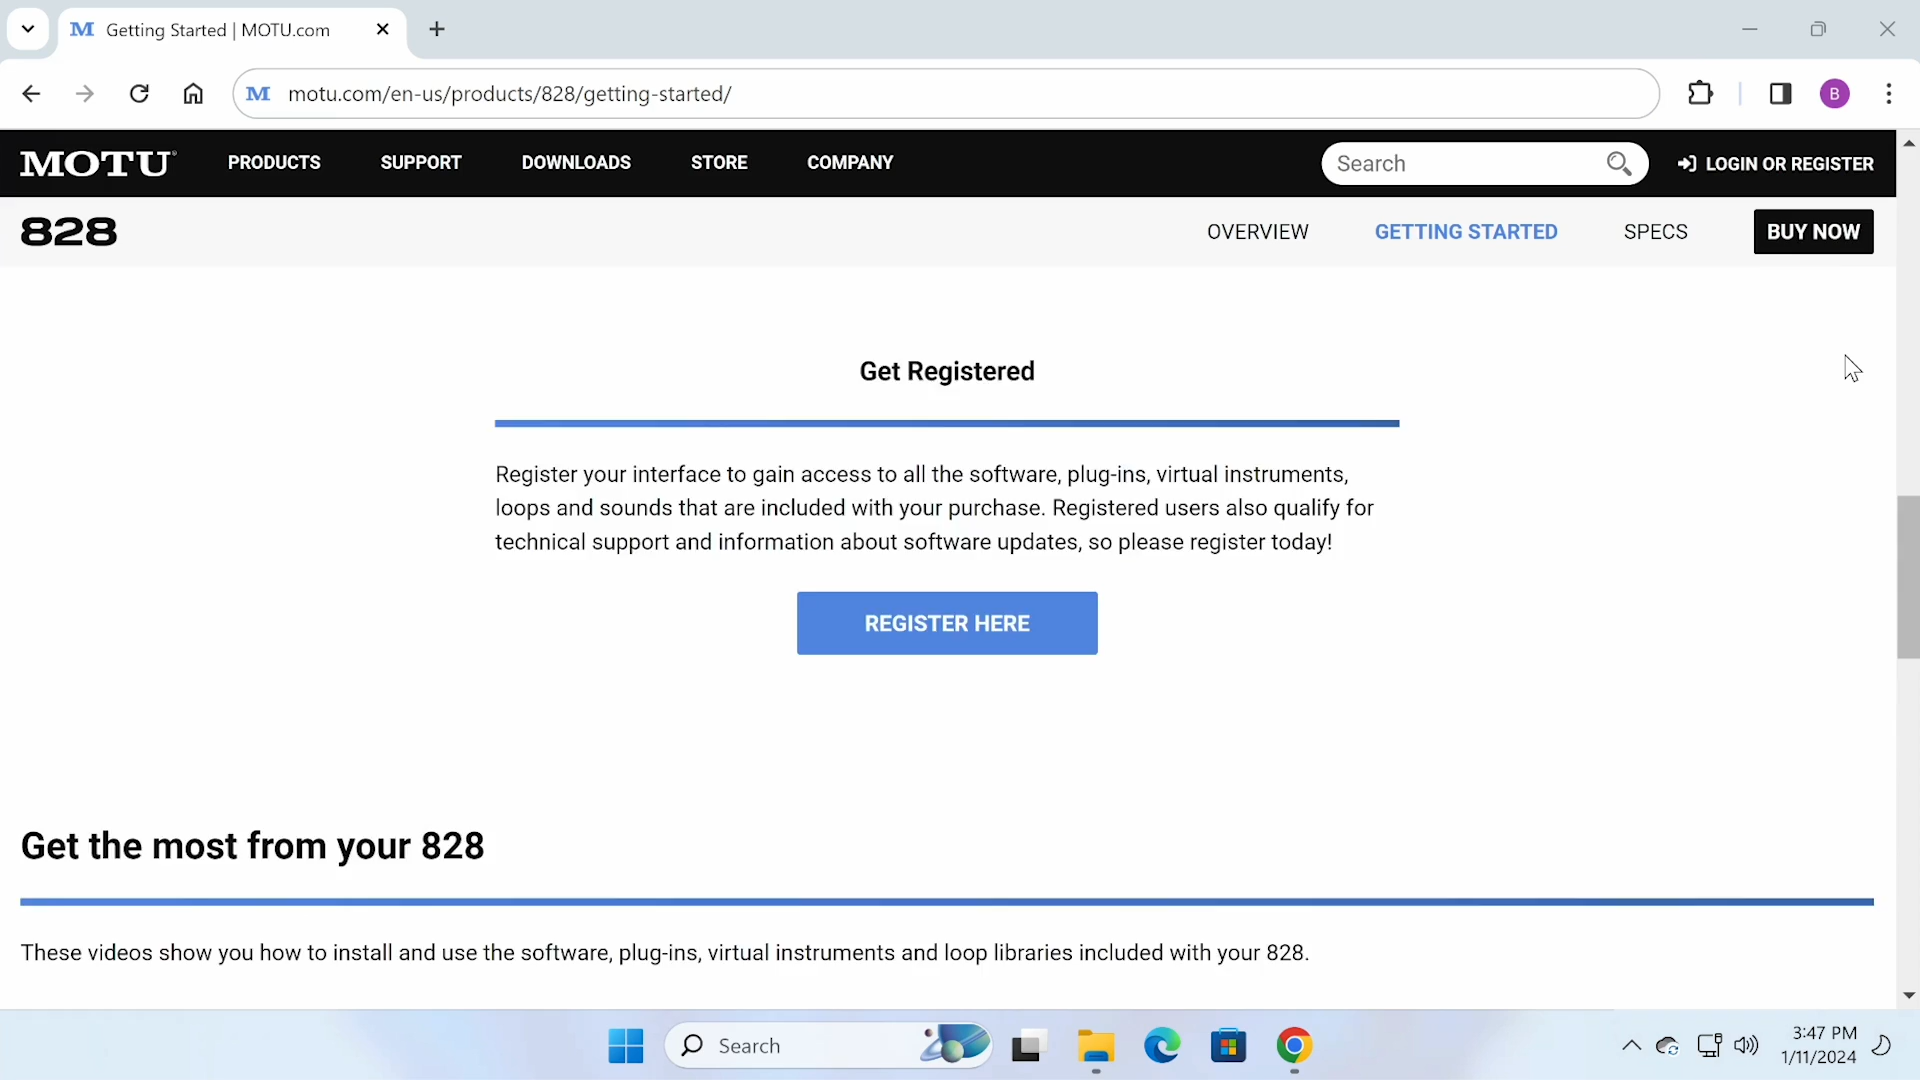 M Getting Started | MOTU.com
M motu.com/en-us/products/828/getting-started/
B
MOTU PRODUCTS SUPPORT DOWNLOADS STORE COMPANY Search LOGIN OR REGISTER
828 OVERVIEW GETTING STARTED SPECS BUY NOW
Get Registered
Register your interface to gain access to all the software, plug-ins, virtual instruments,
loops and sounds that are included with your purchase. Registered users also qualify for
technical support and information about software updates, so please register today!
REGISTER HERE
Get the most from your 828
These videos show you how to install and use the software, plug-ins, virtual instruments and loop libraries included with your 828.
Search
3:47 PM
1/11/2024